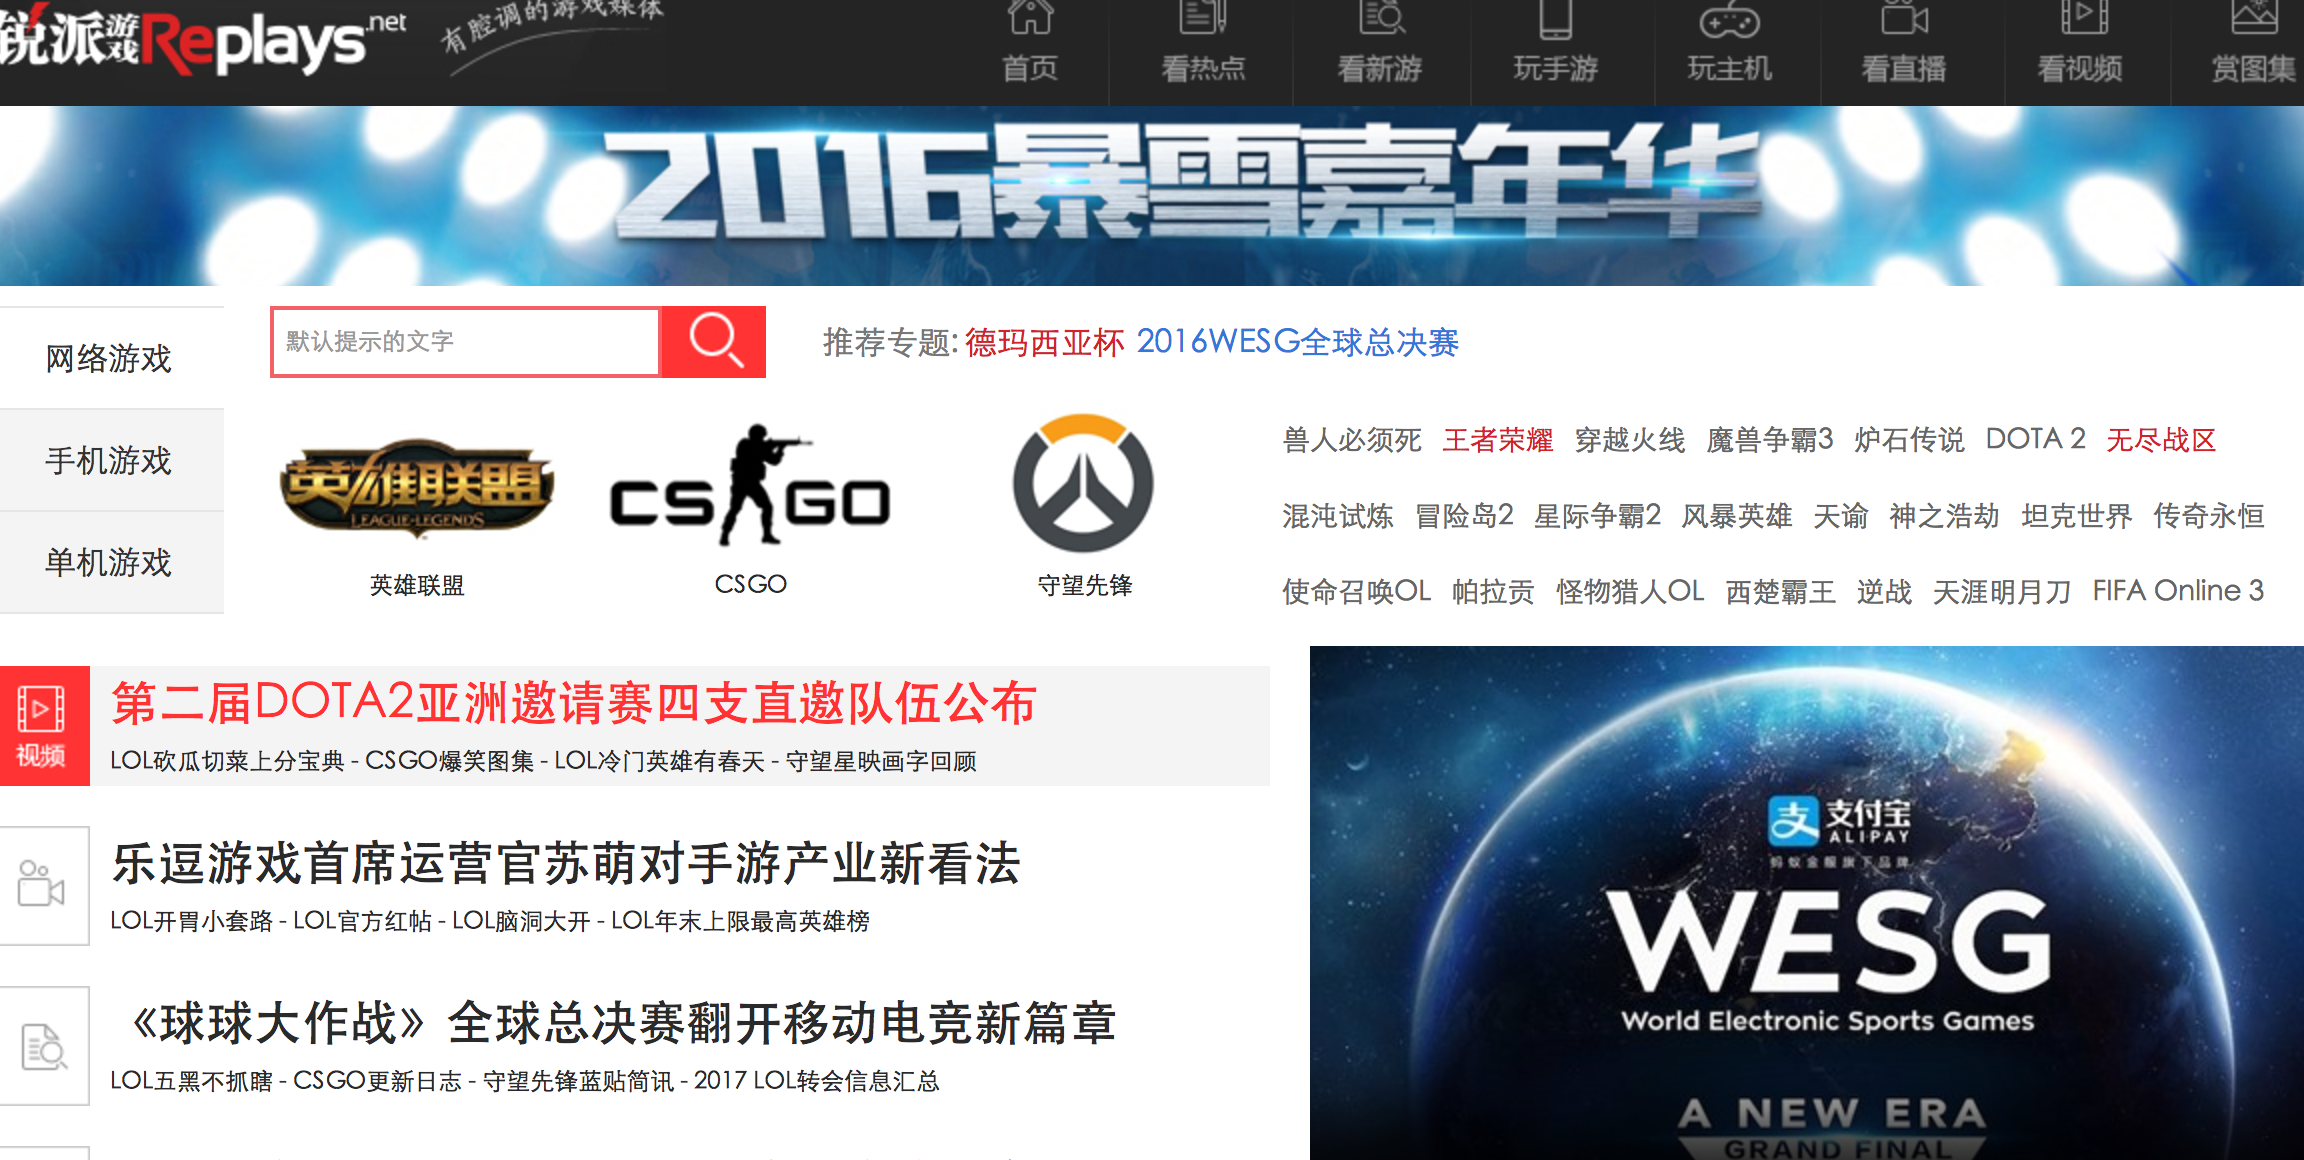 锐派游戏Replays.net 有腔调的游戏媒体
首页 看热点 看新游 玩手游 玩主机 看直播 看视频 赏图集
2016暴雪嘉年华
网络游戏
手机游戏
单机游戏
默认提示的文字
推荐专题: 德玛西亚杯 2016WESG全球总决赛
英雄联盟
LEAGUE OF LEGENDS
CS GO
英雄联盟 CSGO 守望先锋
兽人必须死 王者荣耀 穿越火线 魔兽争霸3 炉石传说 DOTA 2 无尽战区
混沌试炼 冒险岛2 星际争霸2 风暴英雄 天谕 神之浩劫 坦克世界 传奇永恒
使命召唤OL 帕拉贡 怪物猎人OL 西楚霸王 逆战 天涯明月刀 FIFA Online 3
视频
第二届DOTA2亚洲邀请赛四支直邀队伍公布
LOL砍瓜切菜上分宝典 - CSGO爆笑图集 - LOL冷门英雄有春天 - 守望星映画字回顾
乐逗游戏首席运营官苏萌对手游产业新看法
LOL开胃小套路 - LOL官方红帖 - LOL脑洞大开 - LOL年末上限最高英雄榜
《球球大作战》全球总决赛翻开移动电竞新篇章
LOL五黑不抓瞎 - CSGO更新日志 - 守望先锋蓝贴简讯 - 2017 LOL转会信息汇总
支 支付宝
ALIPAY
蚂蚁金服旗下品牌
WESG
World Electronic Sports Games
A NEW ERA
GRAND FINAL